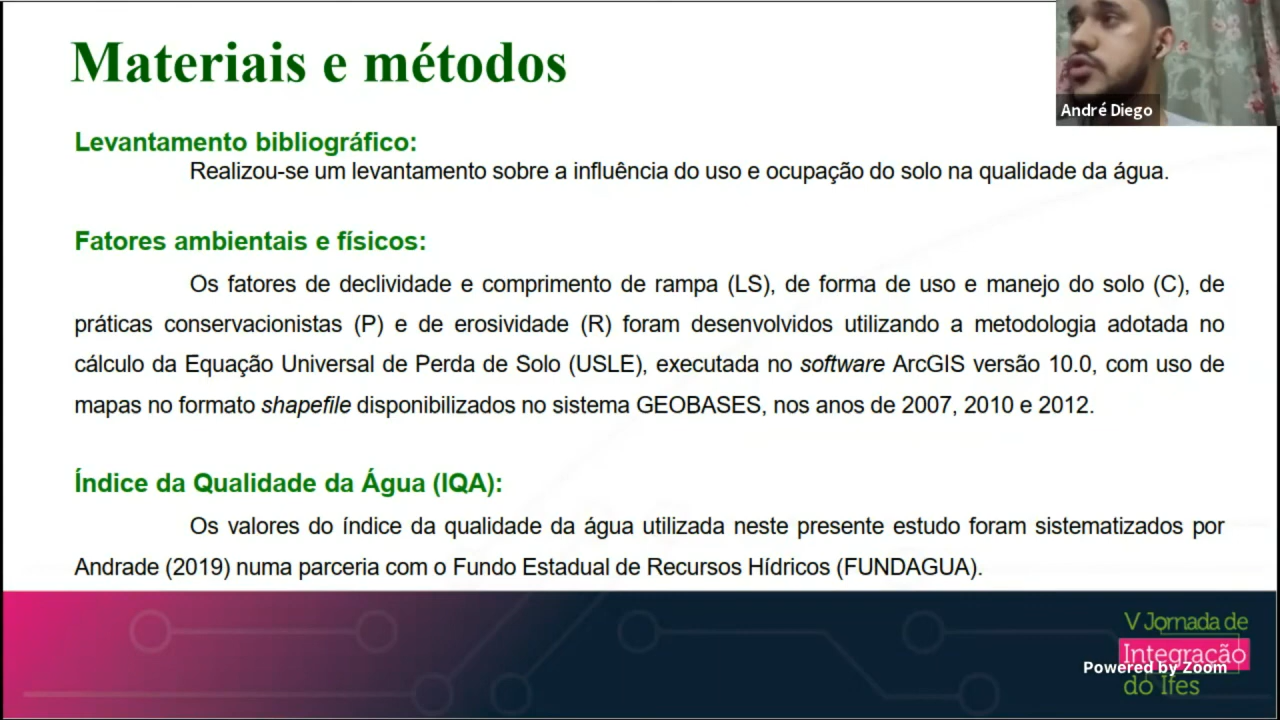 Materiais e métodos
André Diego
Levantamento bibliográfico:
Realizou-se um levantamento sobre a influência do uso e ocupação do solo na qualidade da água.
Fatores ambientais e físicos:
Os fatores de declividade e comprimento de rampa (LS), de forma de uso e manejo do solo (C), de
práticas conservacionistas (P) e de erosividade (R) foram desenvolvidos utilizando a metodologia adotada no
cálculo da Equação Universal de Perda de Solo (USLE), executada no software ArcGIS versão 10.0, com uso de
mapas no formato shapefile disponibilizados no sistema GEOBASES, nos anos de 2007, 2010 e 2012.
Índice da Qualidade da Água (IQA):
Os valores do índice da qualidade da água utilizada neste presente estudo foram sistematizados por
Andrade (2019) numa parceria com o Fundo Estadual de Recursos Hídricos (FUNDAGUA).
V Jornada de
Integração
Powered by Zoom
do Ifes